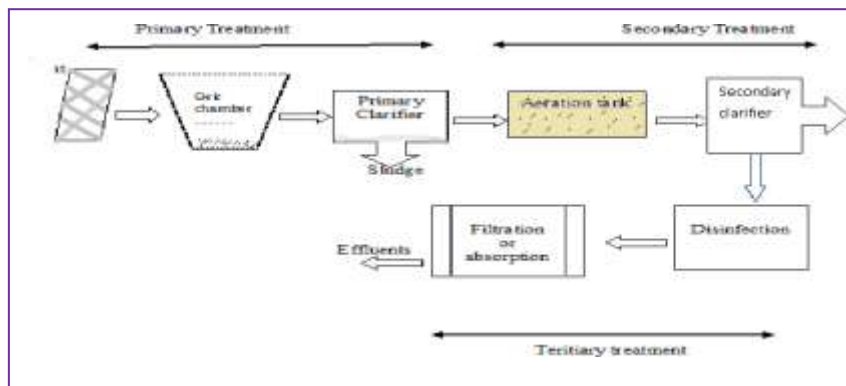 Primary Treatment
Secondary Treatment
Grit
chamber
Primary
Clarifier
Aeration tank
Secondary
clarifier
Sludge
Filtration
or
absorption
Disinfection
Effluents
Teritiary treatment